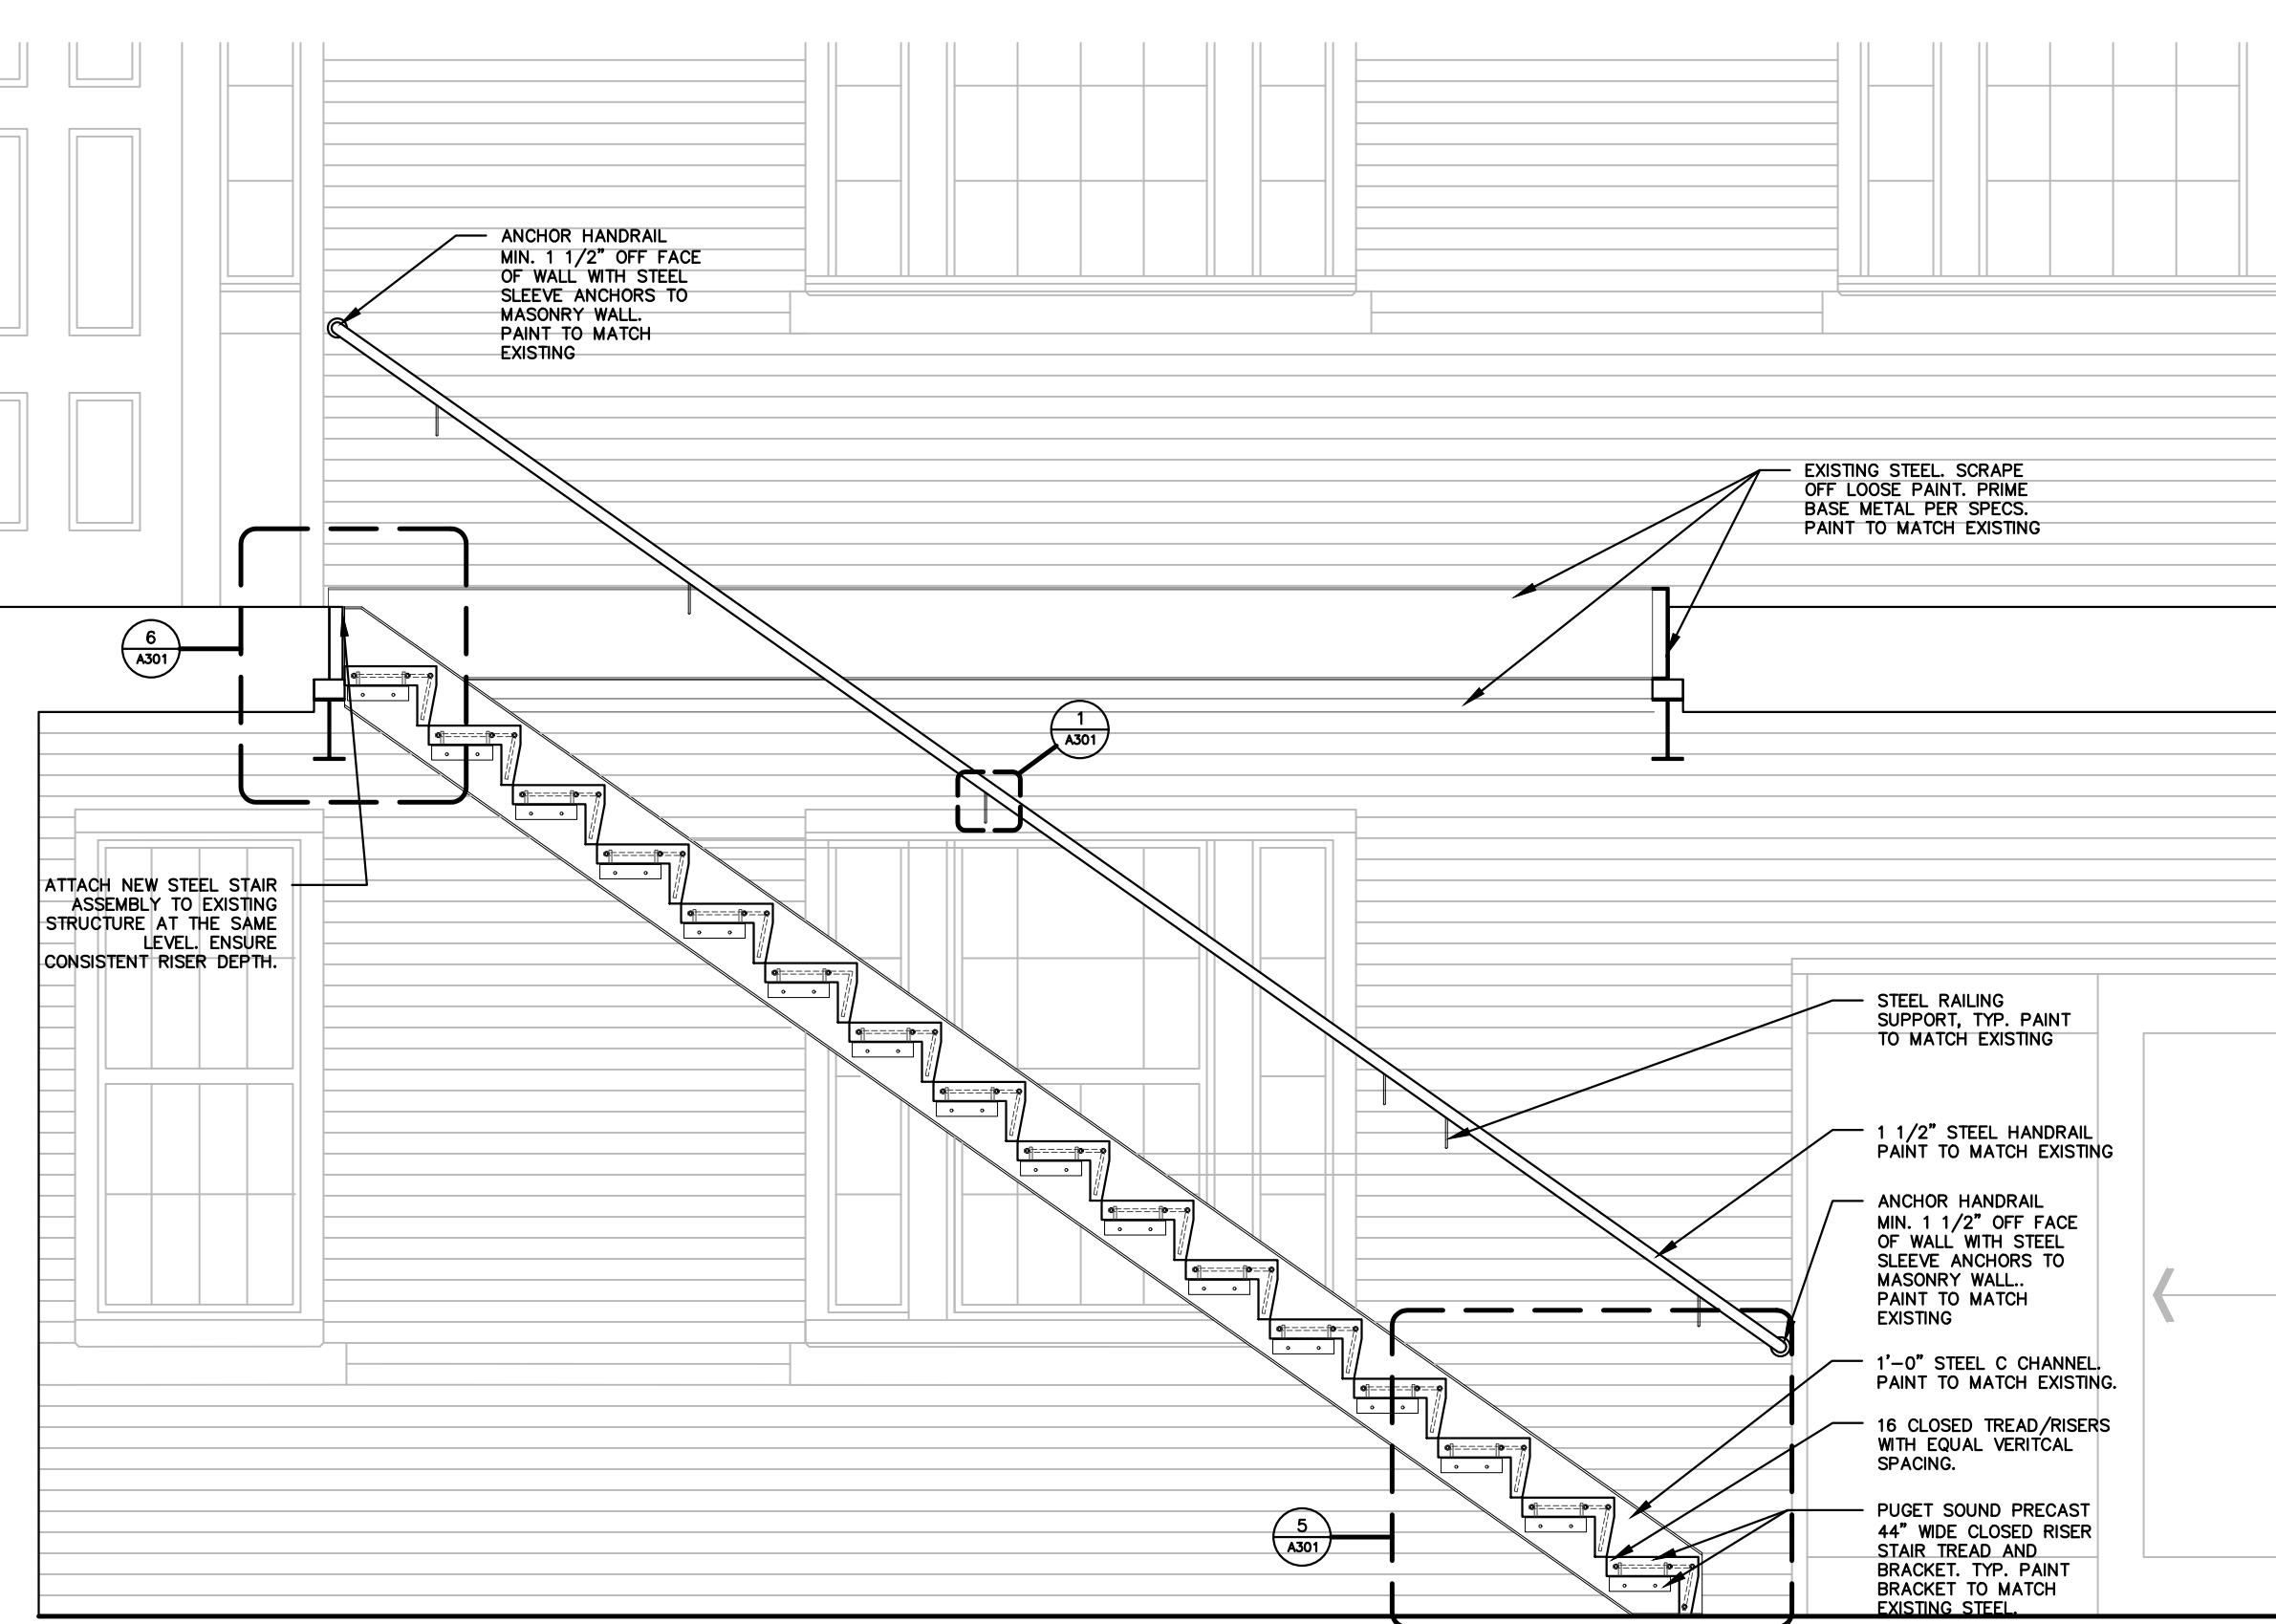 ANCHOR HANDRAIL
MIN. 1 1/2" OFF FACE
OF WALL WITH STEEL
SLEEVE ANCHORS TO
MASONRY WALL.
PAINT TO MATCH
EXISTING
EXISTING STEEL. SCRAPE
OFF LOOSE PAINT. PRIME
BASE METAL PER SPECS.
PAINT TO MATCH EXISTING
6
A301
1
A301
ATTACH NEW STEEL STAIR
ASSEMBLY TO EXISTING
STRUCTURE AT THE SAME
LEVEL. ENSURE
CONSISTENT RISER DEPTH.
STEEL RAILING
SUPPORT, TYP. PAINT
TO MATCH EXISTING
1 1/2" STEEL HANDRAIL
PAINT TO MATCH EXISTING
ANCHOR HANDRAIL
MIN. 1 1/2" OFF FACE
OF WALL WITH STEEL
SLEEVE ANCHORS TO
MASONRY WALL..
PAINT TO MATCH
EXISTING
1'-0" STEEL C CHANNEL.
PAINT TO MATCH EXISTING.
16 CLOSED TREAD/RISERS
WITH EQUAL VERITCAL
SPACING.
5
A301
PUGET SOUND PRECAST
44" WIDE CLOSED RISER
STAIR TREAD AND
BRACKET. TYP. PAINT
BRACKET TO MATCH
EXISTING STEEL.